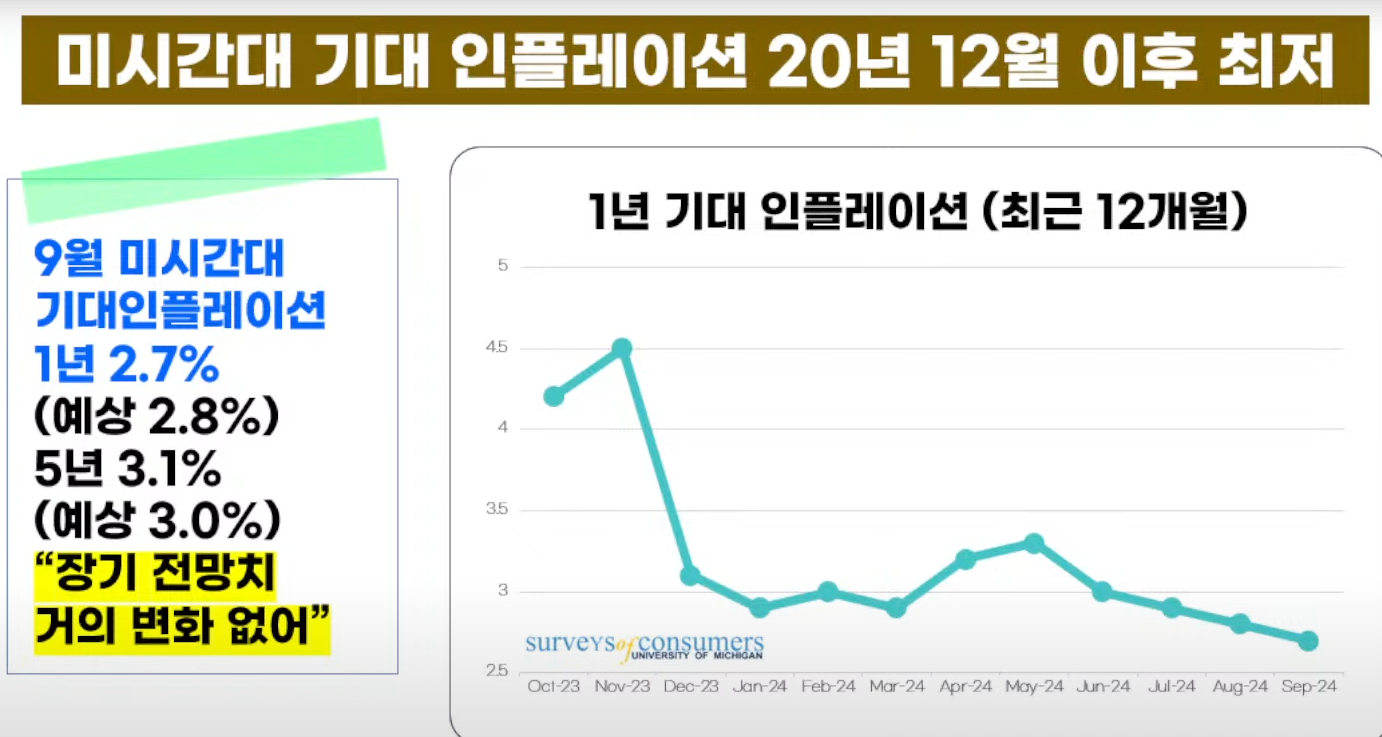 미시간대 기대 인플레이션 20년 12월 이후 최저
9월 미시간대
기대인플레이션
1년 2.7%
(예상 2.8%)
5년 3.1%
(예상 3.0%)
“장기 전망치
거의 변화 없어”
1년 기대 인플레이션 (최근 12개월)
5
4.5
4
3.5
3
2.5
surveysofconsumers
UNIVERSITY OF MICHIGAN
Oct-23 Nov-23 Dec-23 Jan-24 Feb-24 Mar-24 Apr-24 May-24 Jun-24 Jul-24 Aug-24 Sep-24